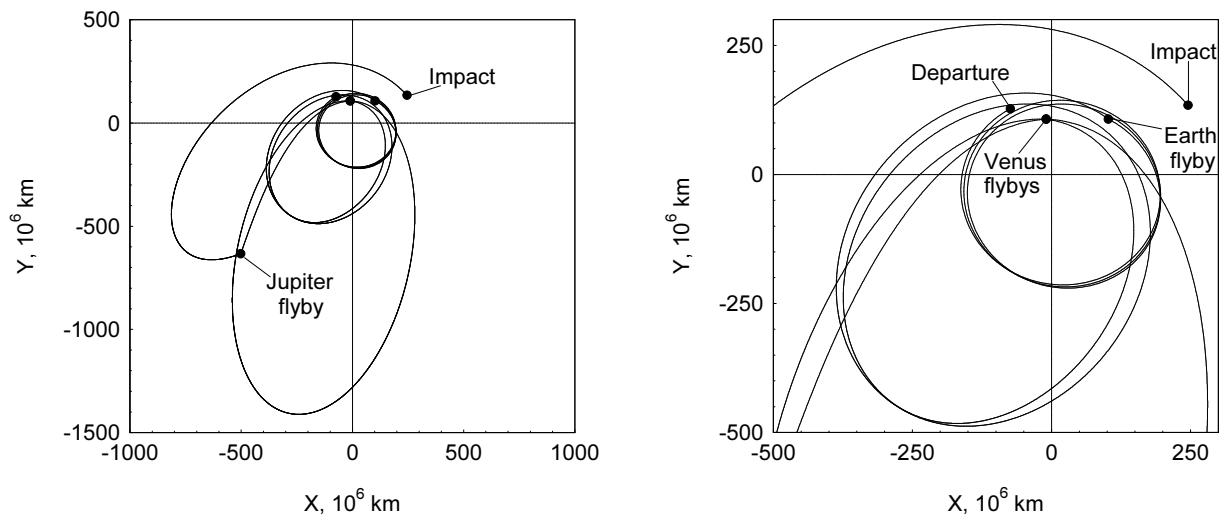 500
0
-500
-1000
-1500
-1000
-500
0
500
1000
Y, 10⁶ km
X, 10⁶ km
Impact
Jupiter
flyby
250
0
-250
-500
-500
-250
0
250
Y, 10⁶ km
X, 10⁶ km
Departure
Impact
Venus
flybys
Earth
flyby